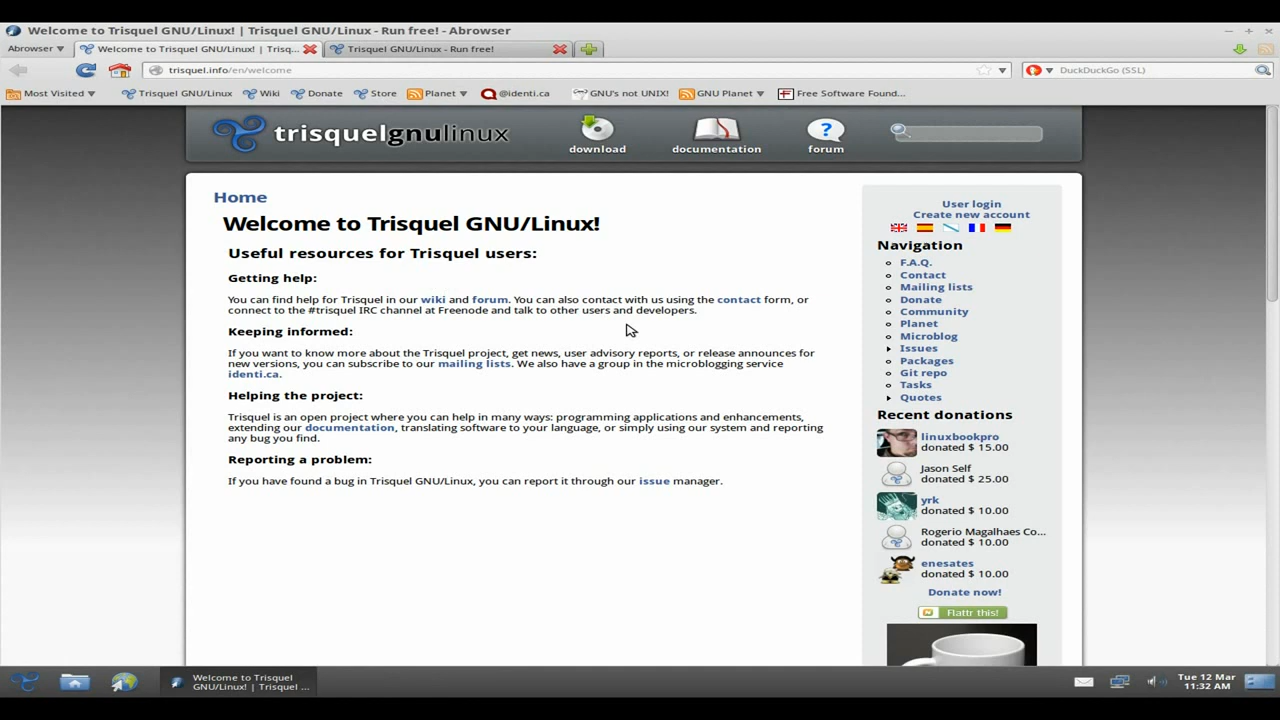 Welcome to Trisquel GNU/Linux! | Trisquel GNU/Linux - Run free! - Abrowser
Abrowser
Welcome to Trisquel GNU/Linux! | Trisq...
Trisquel GNU/Linux - Run free!
trisquel.info/en/welcome
DuckDuckGo (SSL)
Most Visited
Trisquel GNU/Linux
Wiki
Donate
Store
Planet
@identi.ca
GNU's not UNIX!
GNU Planet
Free Software Found...
trisquelgnulinux
download
documentation
forum
Home
Welcome to Trisquel GNU/Linux!
Useful resources for Trisquel users:
Getting help:
You can find help for Trisquel in our wiki and forum. You can also contact with us using the contact form, or
connect to the #trisquel IRC channel at Freenode and talk to other users and developers.
Keeping informed:
If you want to know more about the Trisquel project, get news, user advisory reports, or release announces for
new versions, you can subscribe to our mailing lists. We also have a group in the microblogging service
identi.ca.
Helping the project:
Trisquel is an open project where you can help in many ways: programming applications and enhancements,
extending our documentation, translating software to your language, or simply using our system and reporting
any bug you find.
Reporting a problem:
If you have found a bug in Trisquel GNU/Linux, you can report it through our issue manager.
User login
Create new account
Navigation
F.A.Q.
Contact
Mailing lists
Donate
Community
Planet
Microblog
Issues
Packages
Git repo
Tasks
Quotes
Recent donations
linuxbookpro
donated $ 15.00
Jason Self
donated $ 25.00
yrk
donated $ 10.00
Rogerio Magalhaes Co...
donated $ 10.00
enesates
donated $ 10.00
Donate now!
Flattr this!
Welcome to Trisquel
GNU/Linux! | Trisquel ...
Tue 12 Mar
11:32 AM